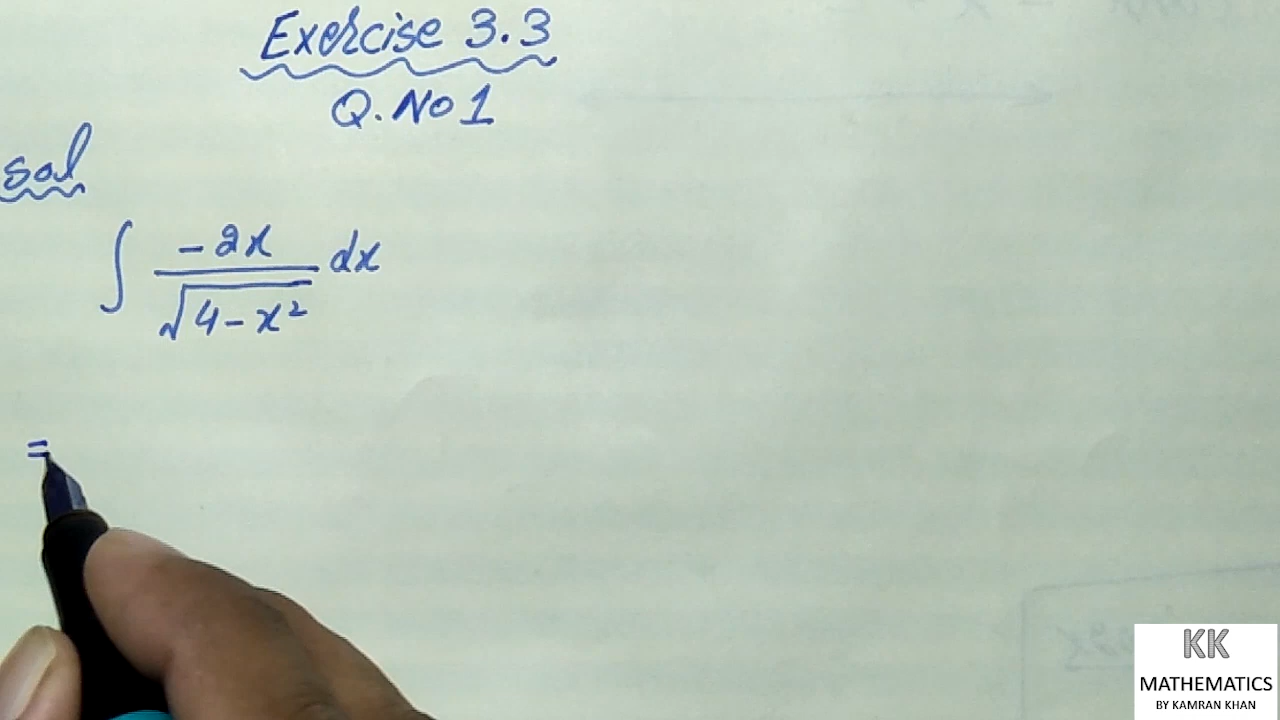 Exercise 3.3
Q.No 1
sol
∫ -2x / √(4-x²) dx
=
KK
MATHEMATICS
BY KAMRAN KHAN